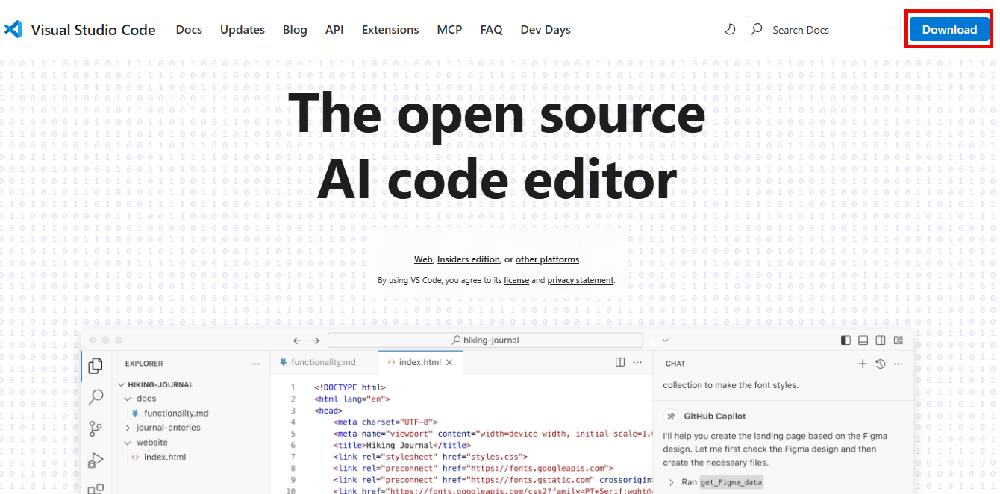 Visual Studio Code Docs Updates Blog API Extensions MCP FAQ Dev Days Search Docs Download
The open source
AI code editor
Web, Insiders edition, or other platforms
By using VS Code, you agree to its license and privacy statement.
hiking-journal
EXPLORER
HIKING-JOURNAL
docs
functionality.md
journal-enteries
website
index.html
functionality.md index.html
1 <!DOCTYPE html>
2 <html lang="en">
3 <head>
4 <meta charset="UTF-8">
5 <meta name="viewport" content="width=device-width, initial-scale=1.
6 <title>Hiking Journal</title>
7 <link rel="stylesheet" href="styles.css">
8 <link rel="preconnect" href="https://fonts.googleapis.com">
9 <link rel="preconnect" href="https://fonts.gstatic.com" crossorigin
10 <link href="https://fonts.googleapis.com/css2?family=PT+Serif:wght@
CHAT
collection to make the font styles.
GitHub Copilot
I'll help you create the landing page based on the Figma
design. Let me first check the Figma design and then
create the necessary files.
Ran get_Figma_data